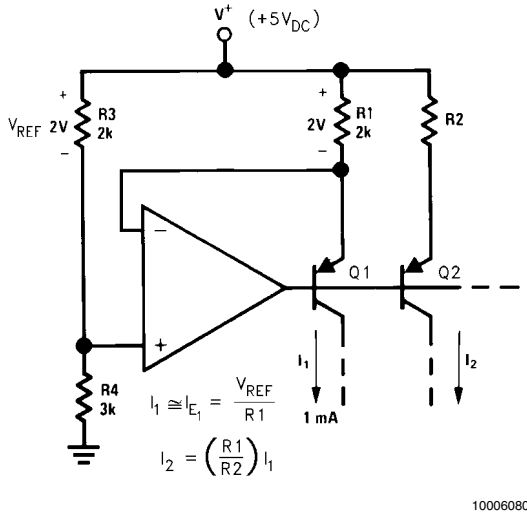 V+ (+5VDC)
+
VREF 2V
−
R3
2k
+
2V
−
R1
2k
R2
−
+
Q1
Q2
R4
3k
I1
1 mA
I2
I1 ≅ IE1 = VREF / R1
I2 = (R1 / R2) I1
10006080